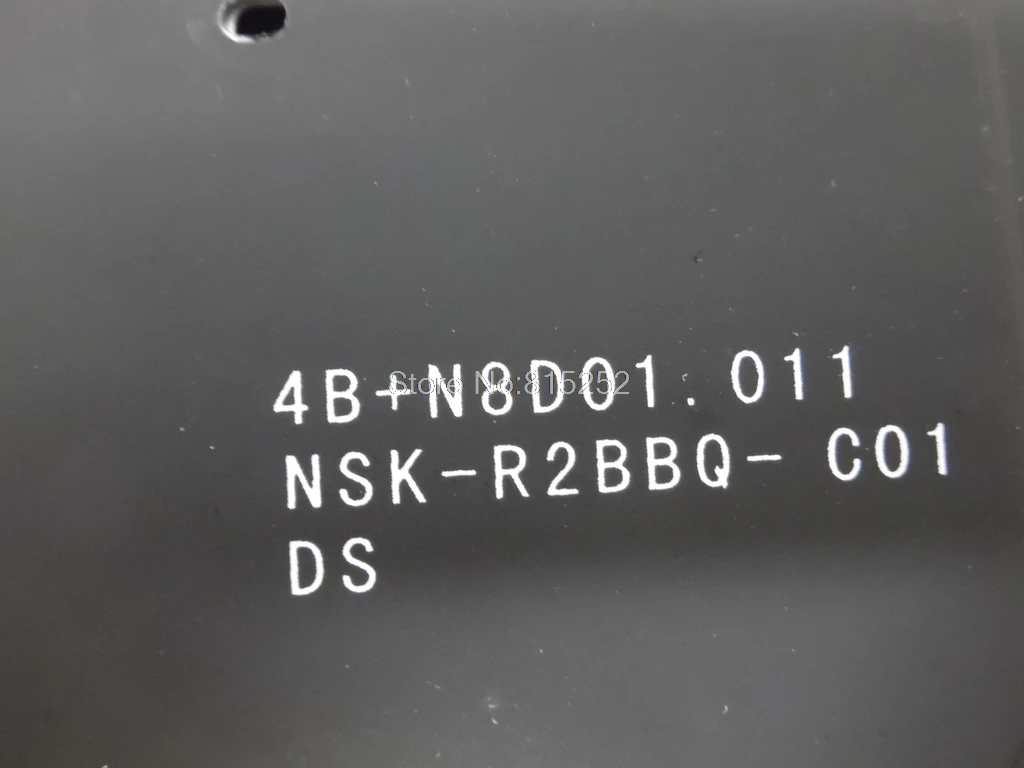 4B+N8D01.011
Store No:815252
NSK-R2BBQ- C01
DS